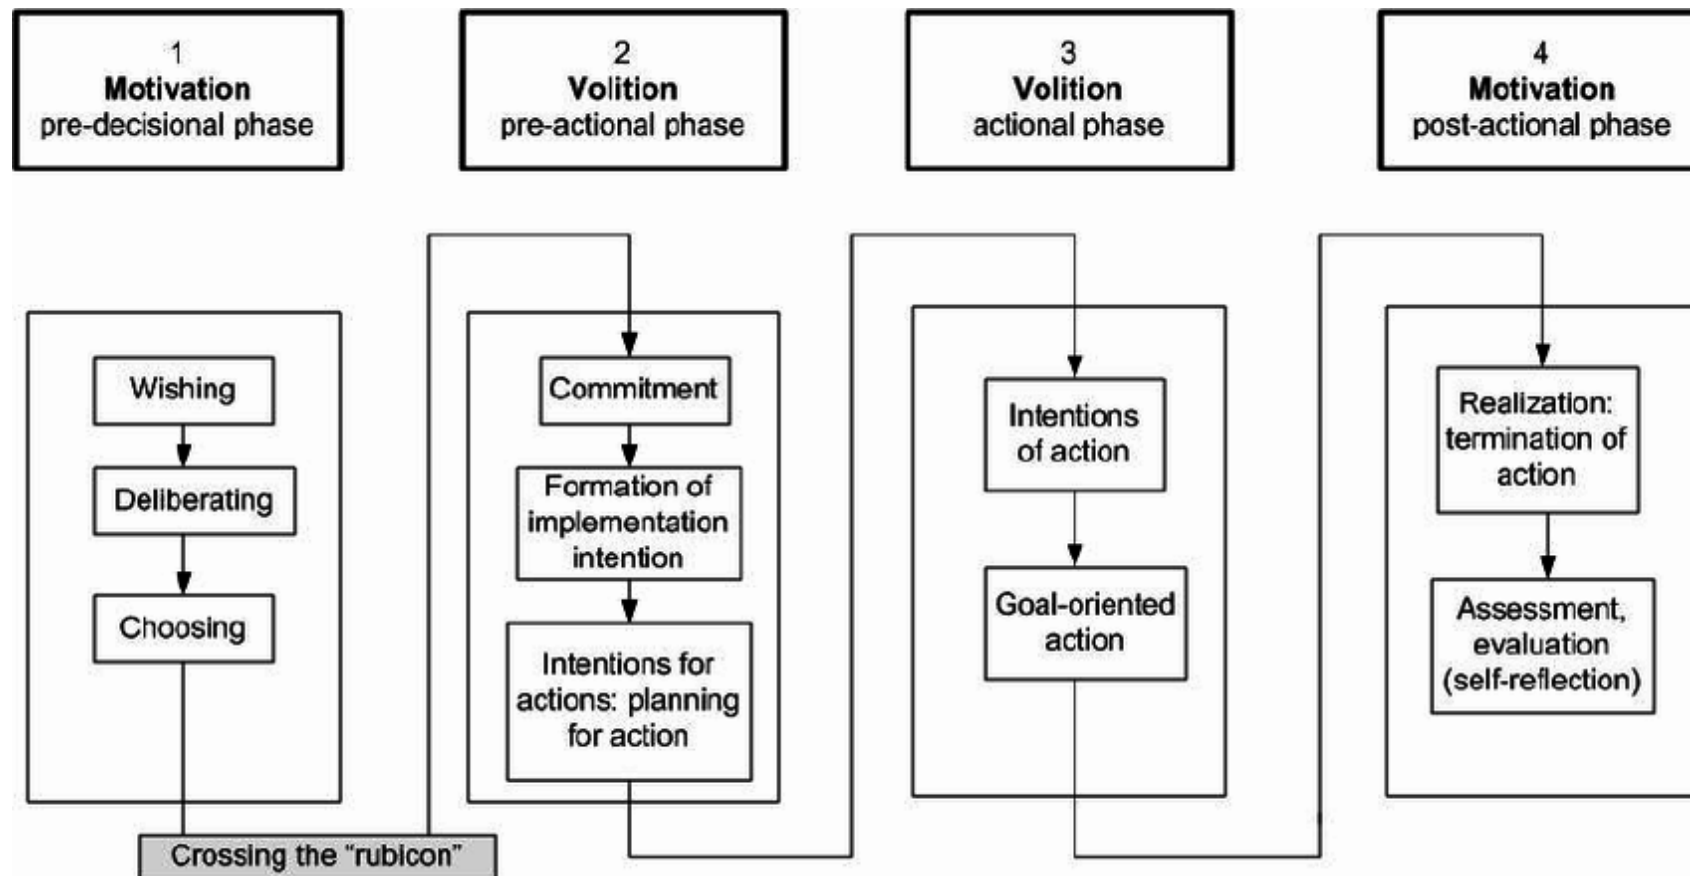 1
Motivation
pre-decisional phase
2
Volition
pre-actional phase
3
Volition
actional phase
4
Motivation
post-actional phase
Wishing
Deliberating
Choosing
Crossing the "rubicon"
Commitment
Formation of
implementation
intention
Intentions for
actions: planning
for action
Intentions
of action
Goal-oriented
action
Realization:
termination of
action
Assessment,
evaluation
(self-reflection)